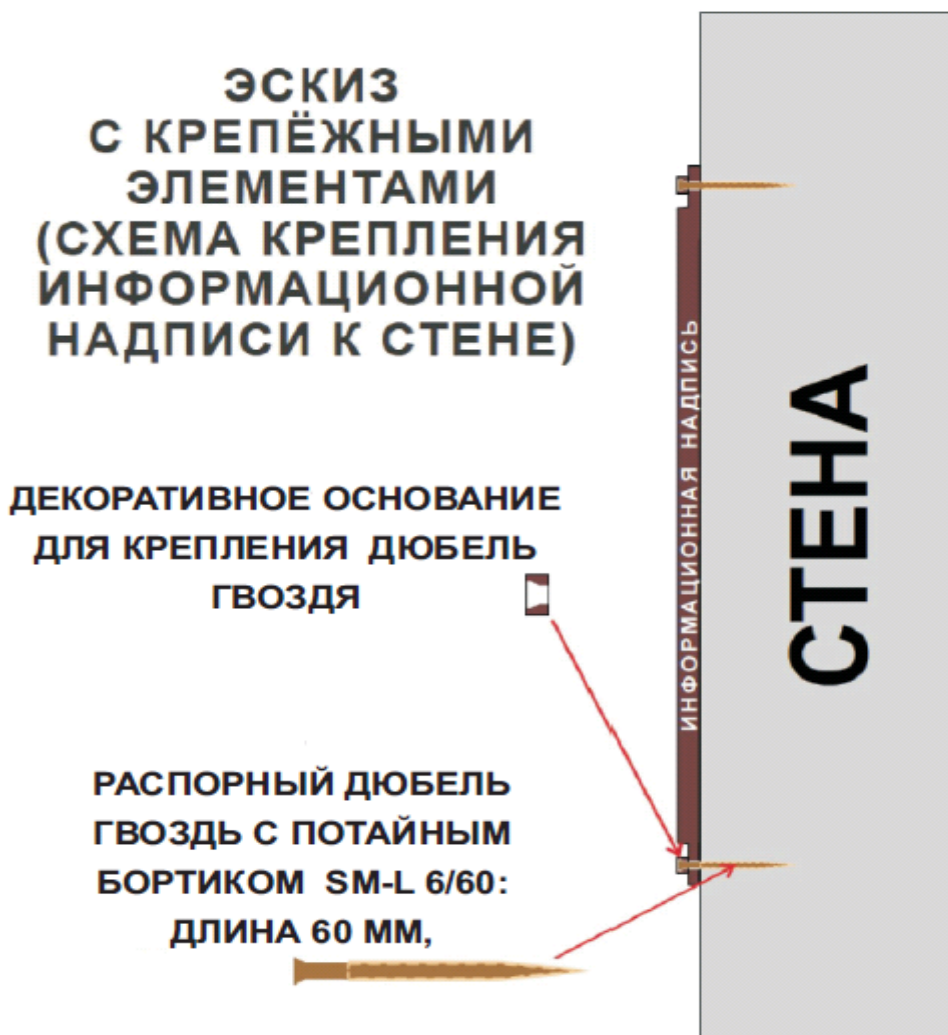 ЭСКИЗ
С КРЕПЁЖНЫМИ
ЭЛЕМЕНТАМИ
(СХЕМА КРЕПЛЕНИЯ
ИНФОРМАЦИОННОЙ
НАДПИСИ К СТЕНЕ)
ДЕКОРАТИВНОЕ ОСНОВАНИЕ
ДЛЯ КРЕПЛЕНИЯ ДЮБЕЛЬ
ГВОЗДЯ
РАСПОРНЫЙ ДЮБЕЛЬ
ГВОЗДЬ С ПОТАЙНЫМ
БОРТИКОМ SM-L 6/60:
ДЛИНА 60 ММ,
ИНФОРМАЦИОННАЯ НАДПИСЬ
СТЕНА